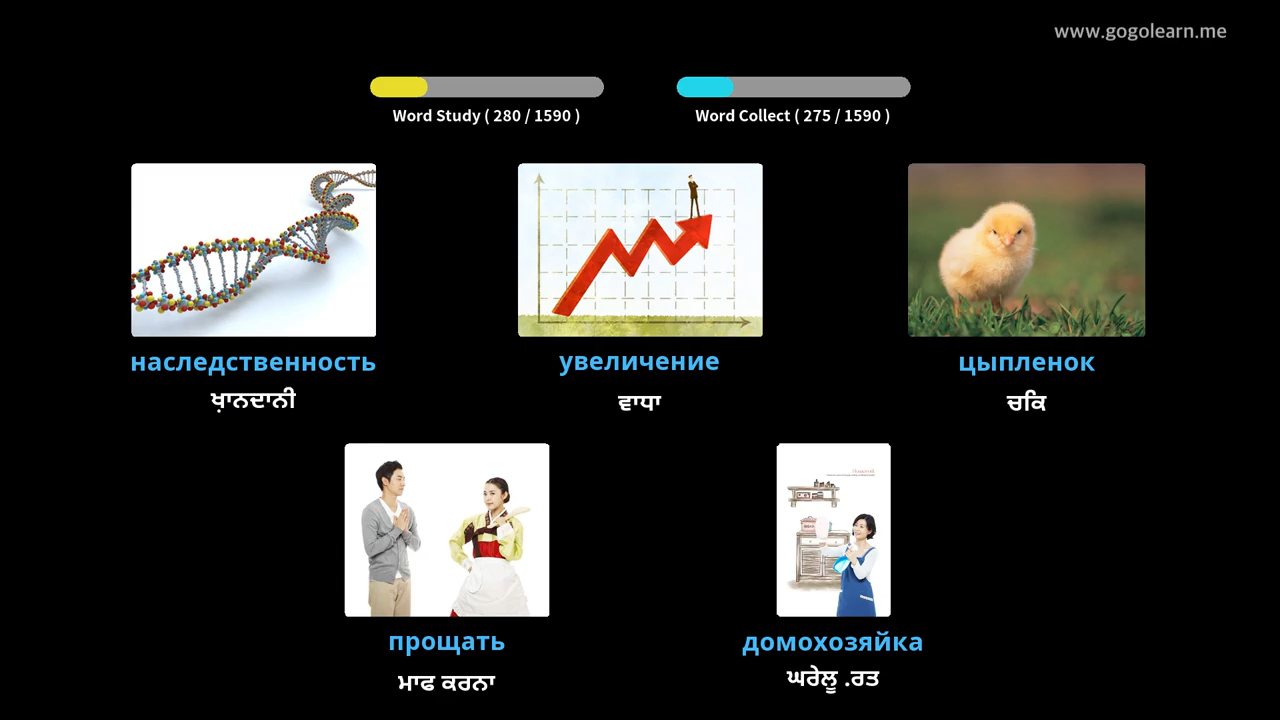 www.gogolearn.me
Word Study ( 280 / 1590 )
Word Collect ( 275 / 1590 )
наследственность
увеличение
цыпленок
ਖ਼ਾਨਦਾਨੀ
ਵਾਧਾ
ਚਕਿ
прощать
домохозяйка
ਮਾਫ ਕਰਨਾ
ਘਰੇਲੂ .ਰਤ